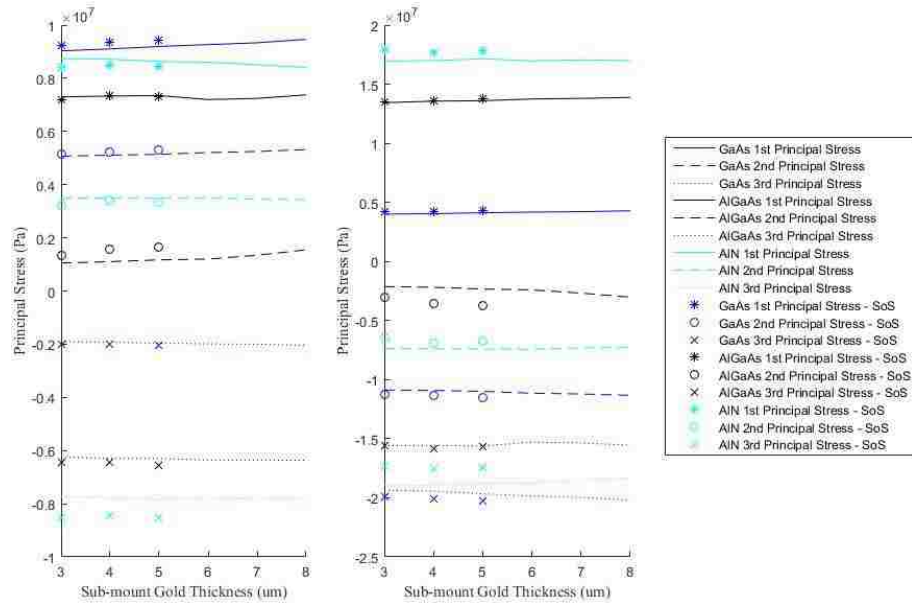 × 10⁷
1
0.8
0.6
0.4
0.2
0
-0.2
-0.4
-0.6
-0.8
-1
Principal Stress (Pa)
3 4 5 6 7 8
Sub-mount Gold Thickness (um)
× 10⁷
2
1.5
1
0.5
0
-0.5
-1
-1.5
-2
-2.5
Principal Stress (Pa)
3 4 5 6 7 8
Sub-mount Gold Thickness (um)
GaAs 1st Principal Stress
GaAs 2nd Principal Stress
GaAs 3rd Principal Stress
AlGaAs 1st Principal Stress
AlGaAs 2nd Principal Stress
AlGaAs 3rd Principal Stress
AlN 1st Principal Stress
AlN 2nd Principal Stress
AlN 3rd Principal Stress
GaAs 1st Principal Stress - SoS
GaAs 2nd Principal Stress - SoS
GaAs 3rd Principal Stress - SoS
AlGaAs 1st Principal Stress - SoS
AlGaAs 2nd Principal Stress - SoS
AlGaAs 3rd Principal Stress - SoS
AlN 1st Principal Stress - SoS
AlN 2nd Principal Stress - SoS
AlN 3rd Principal Stress - SoS